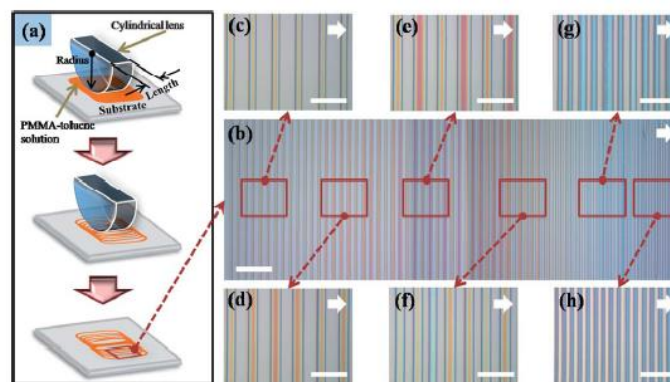 (a)
Cylindrical lens
Radius
Length
Substrate
PMMA-toluene
solution
(c)
(e)
(g)
(b)
(d)
(f)
(h)